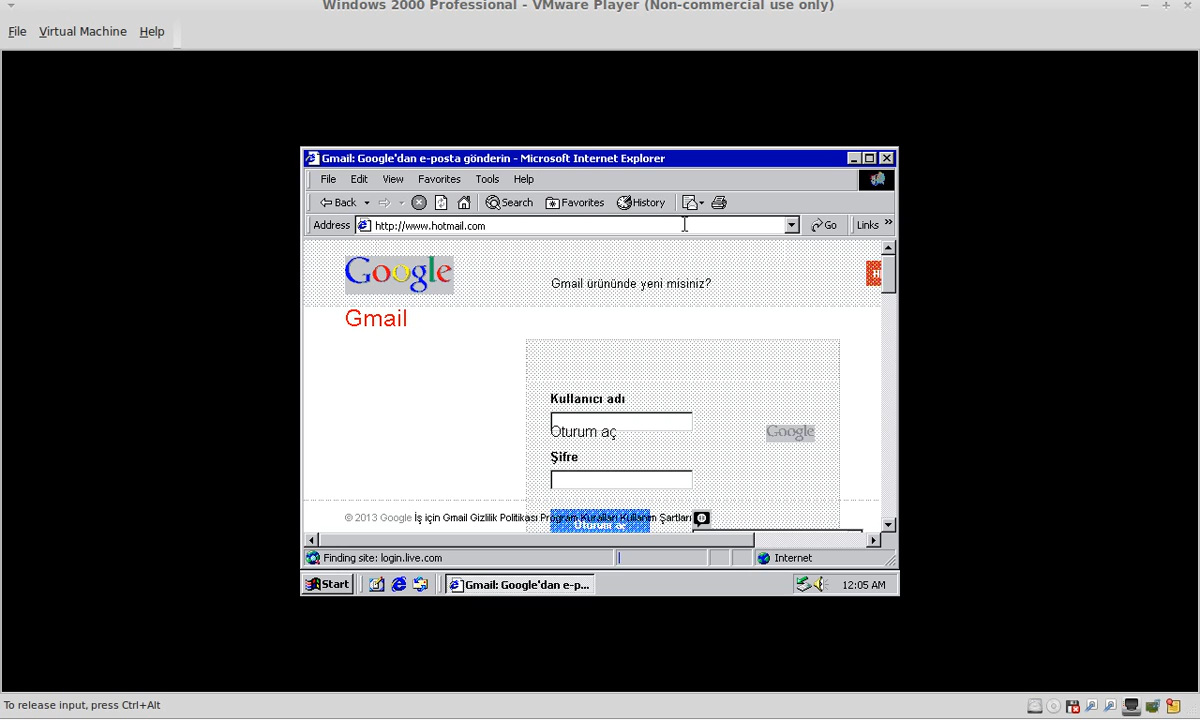 Windows 2000 Professional - VMware Player (Non-commercial use only)
File Virtual Machine Help
Gmail: Google'dan e-posta gönderin - Microsoft Internet Explorer
File Edit View Favorites Tools Help
Back Search Favorites History
Address http://www.hotmail.com Go Links »
Google
Gmail ürününde yeni misiniz?
Gmail
Kullanıcı adı
Oturum aç
Google
Şifre
© 2013 Google İş için Gmail Gizlilik Politikası Program Kuralları Kullanım Şartları
Oturum aç
Finding site: login.live.com Internet
Start Gmail: Google'dan e-p... 12:05 AM
To release input, press Ctrl+Alt